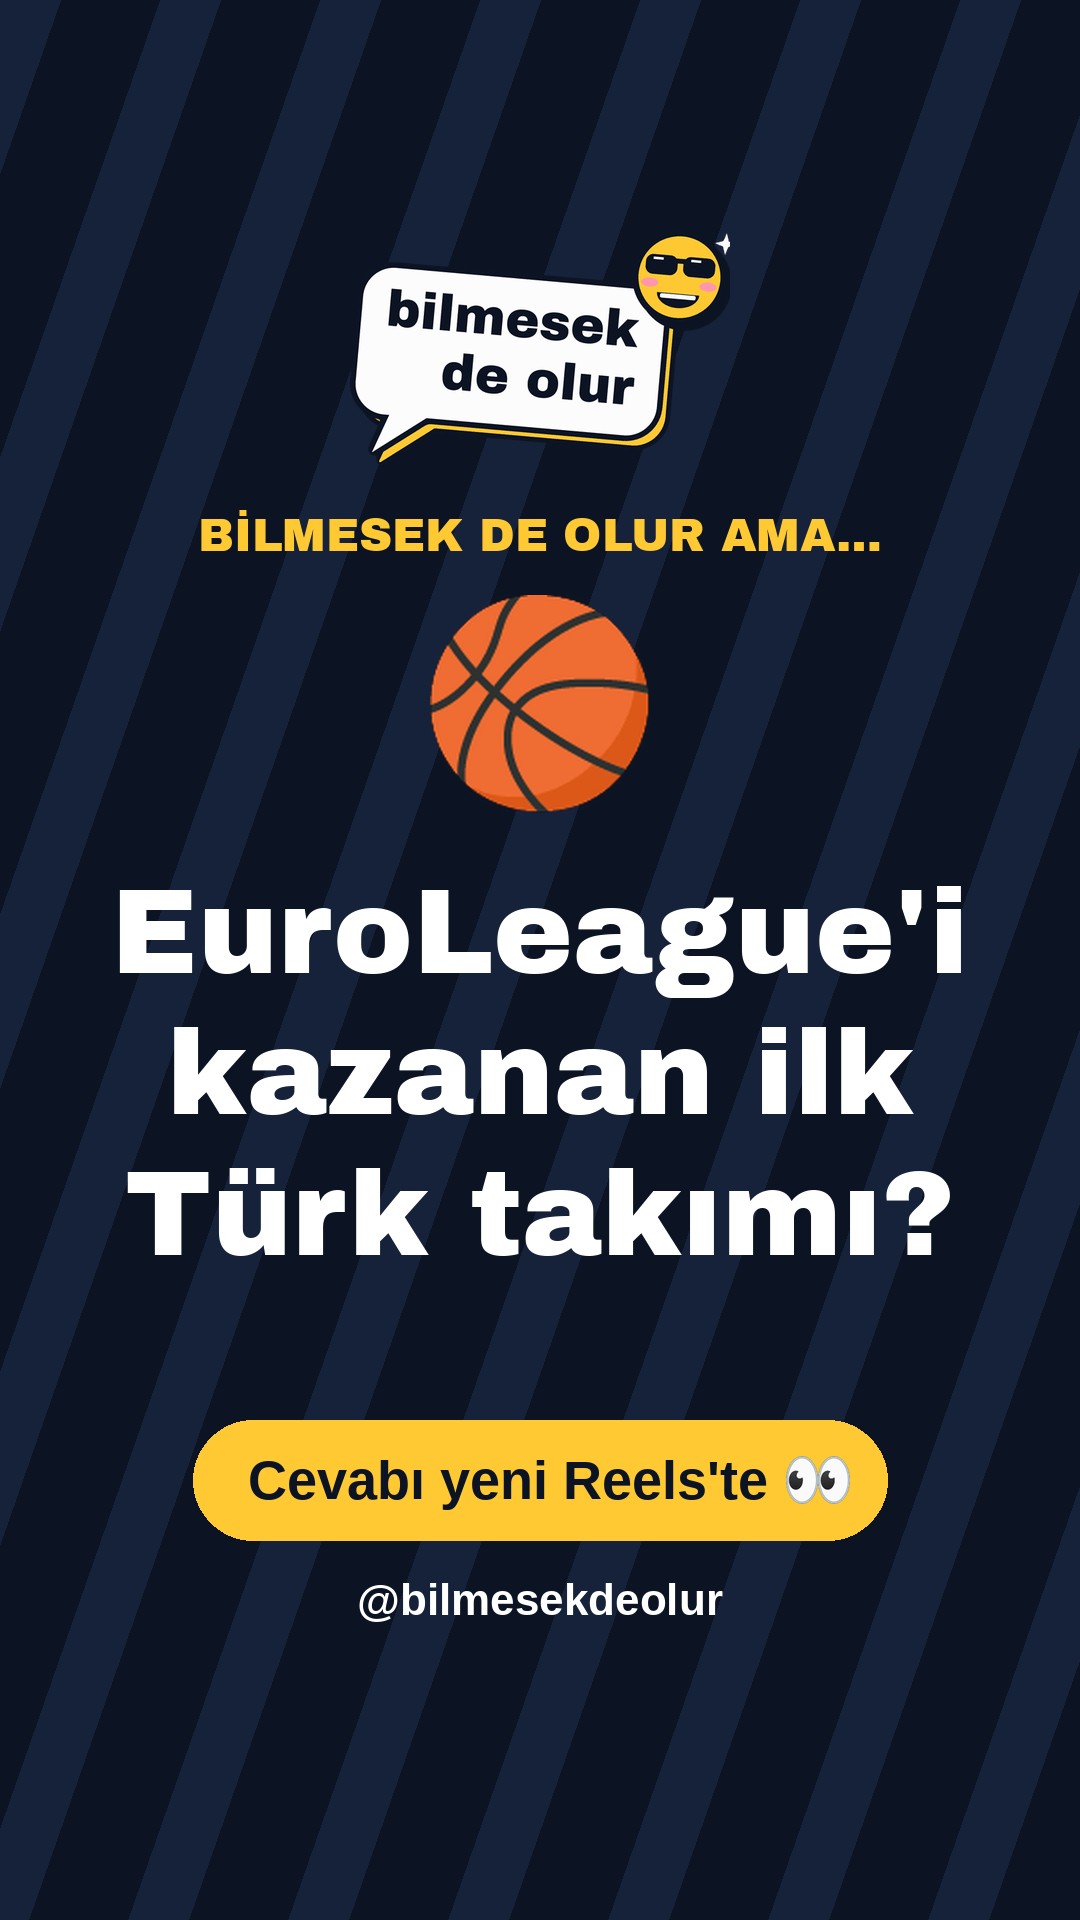 bilmesek
de olur
BİLMESEK DE OLUR AMA...
EuroLeague'i
kazanan ilk
Türk takımı?
Cevabı yeni Reels'te 👀
@bilmesekdeolur